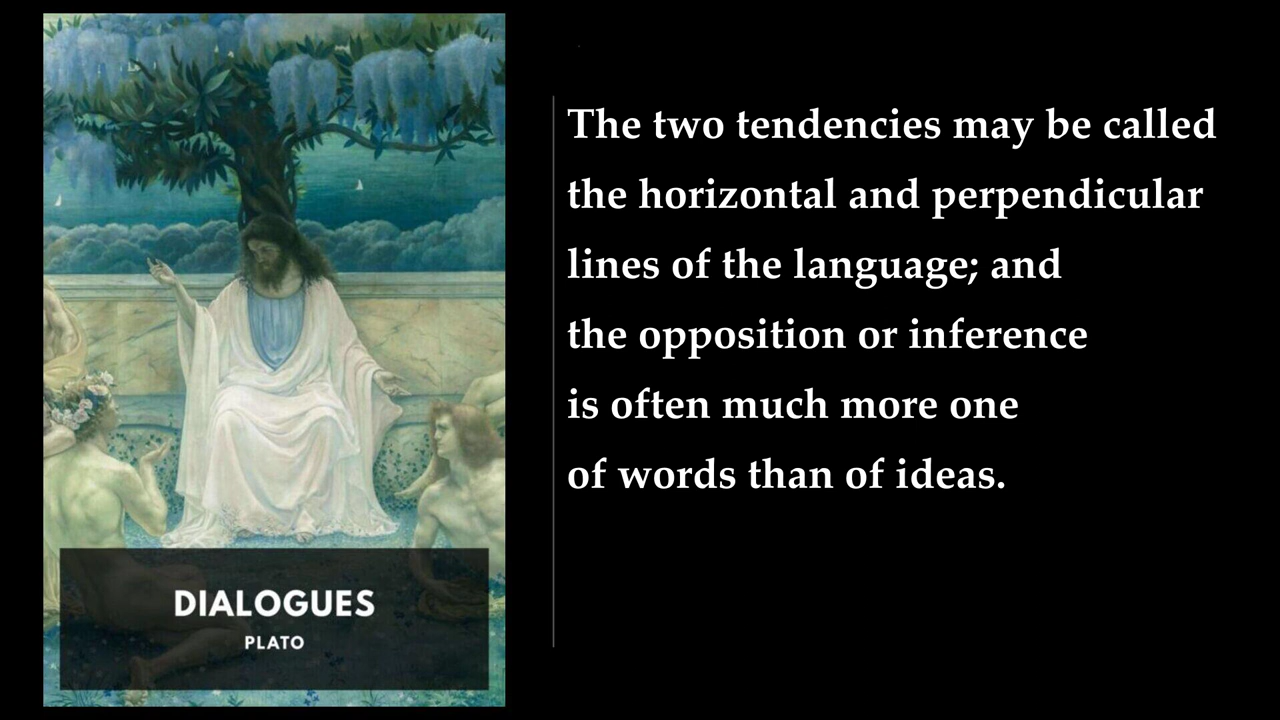 The two tendencies may be called
the horizontal and perpendicular
lines of the language; and
the opposition or inference
is often much more one
of words than of ideas.
DIALOGUES
PLATO